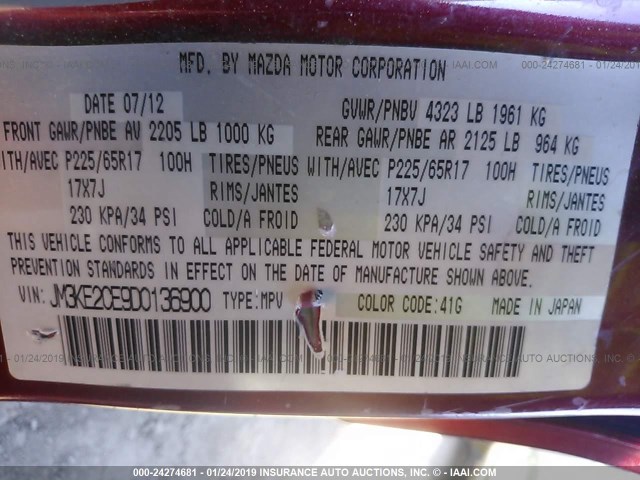 MFD. BY MAZDA MOTOR CORPORATION
DATE 07/12 GVWR/PNBV 4323 LB 1961 KG
FRONT GAWR/PNBE AV 2205 LB 1000 KG REAR GAWR/PNBE AR 2125 LB 964 KG
ITH/AVEC P225/65R17 100H TIRES/PNEUS WITH/AVEC P225/65R17 100H TIRES/PNEUS
17X7J RIMS/JANTES 17X7J RIMS/JANTES
230 KPA/34 PSI COLD/A FROID 230 KPA/34 PSI COLD/A FROID
THIS VEHICLE CONFORMS TO ALL APPLICABLE FEDERAL MOTOR VEHICLE SAFETY AND THEFT
PREVENTION STANDARDS IN EFFECT ON THE DATE OF MANUFACTURE SHOWN ABOVE.
VIN: JM3KE2CE9D0136900 TYPE:MPV COLOR CODE:41G MADE IN JAPAN
000-24274681 - 01/24/2019 INSURANCE AUTO AUCTIONS, INC. - © IAAI.COM